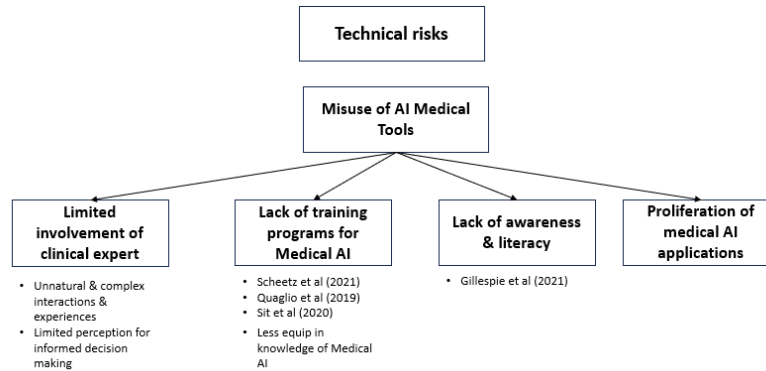 Technical risks
Misuse of AI Medical
Tools
Limited
involvement of
clinical expert
• Unnatural & complex
interactions &
experiences
• Limited perception for
informed decision
making
Lack of training
programs for
Medical AI
• Scheetz et al (2021)
• Quaglio et al (2019)
• Sit et al (2020)
• Less equip in
knowledge of Medical
AI
Lack of awareness
& literacy
• Gillespie et al (2021)
Proliferation of
medical AI
applications